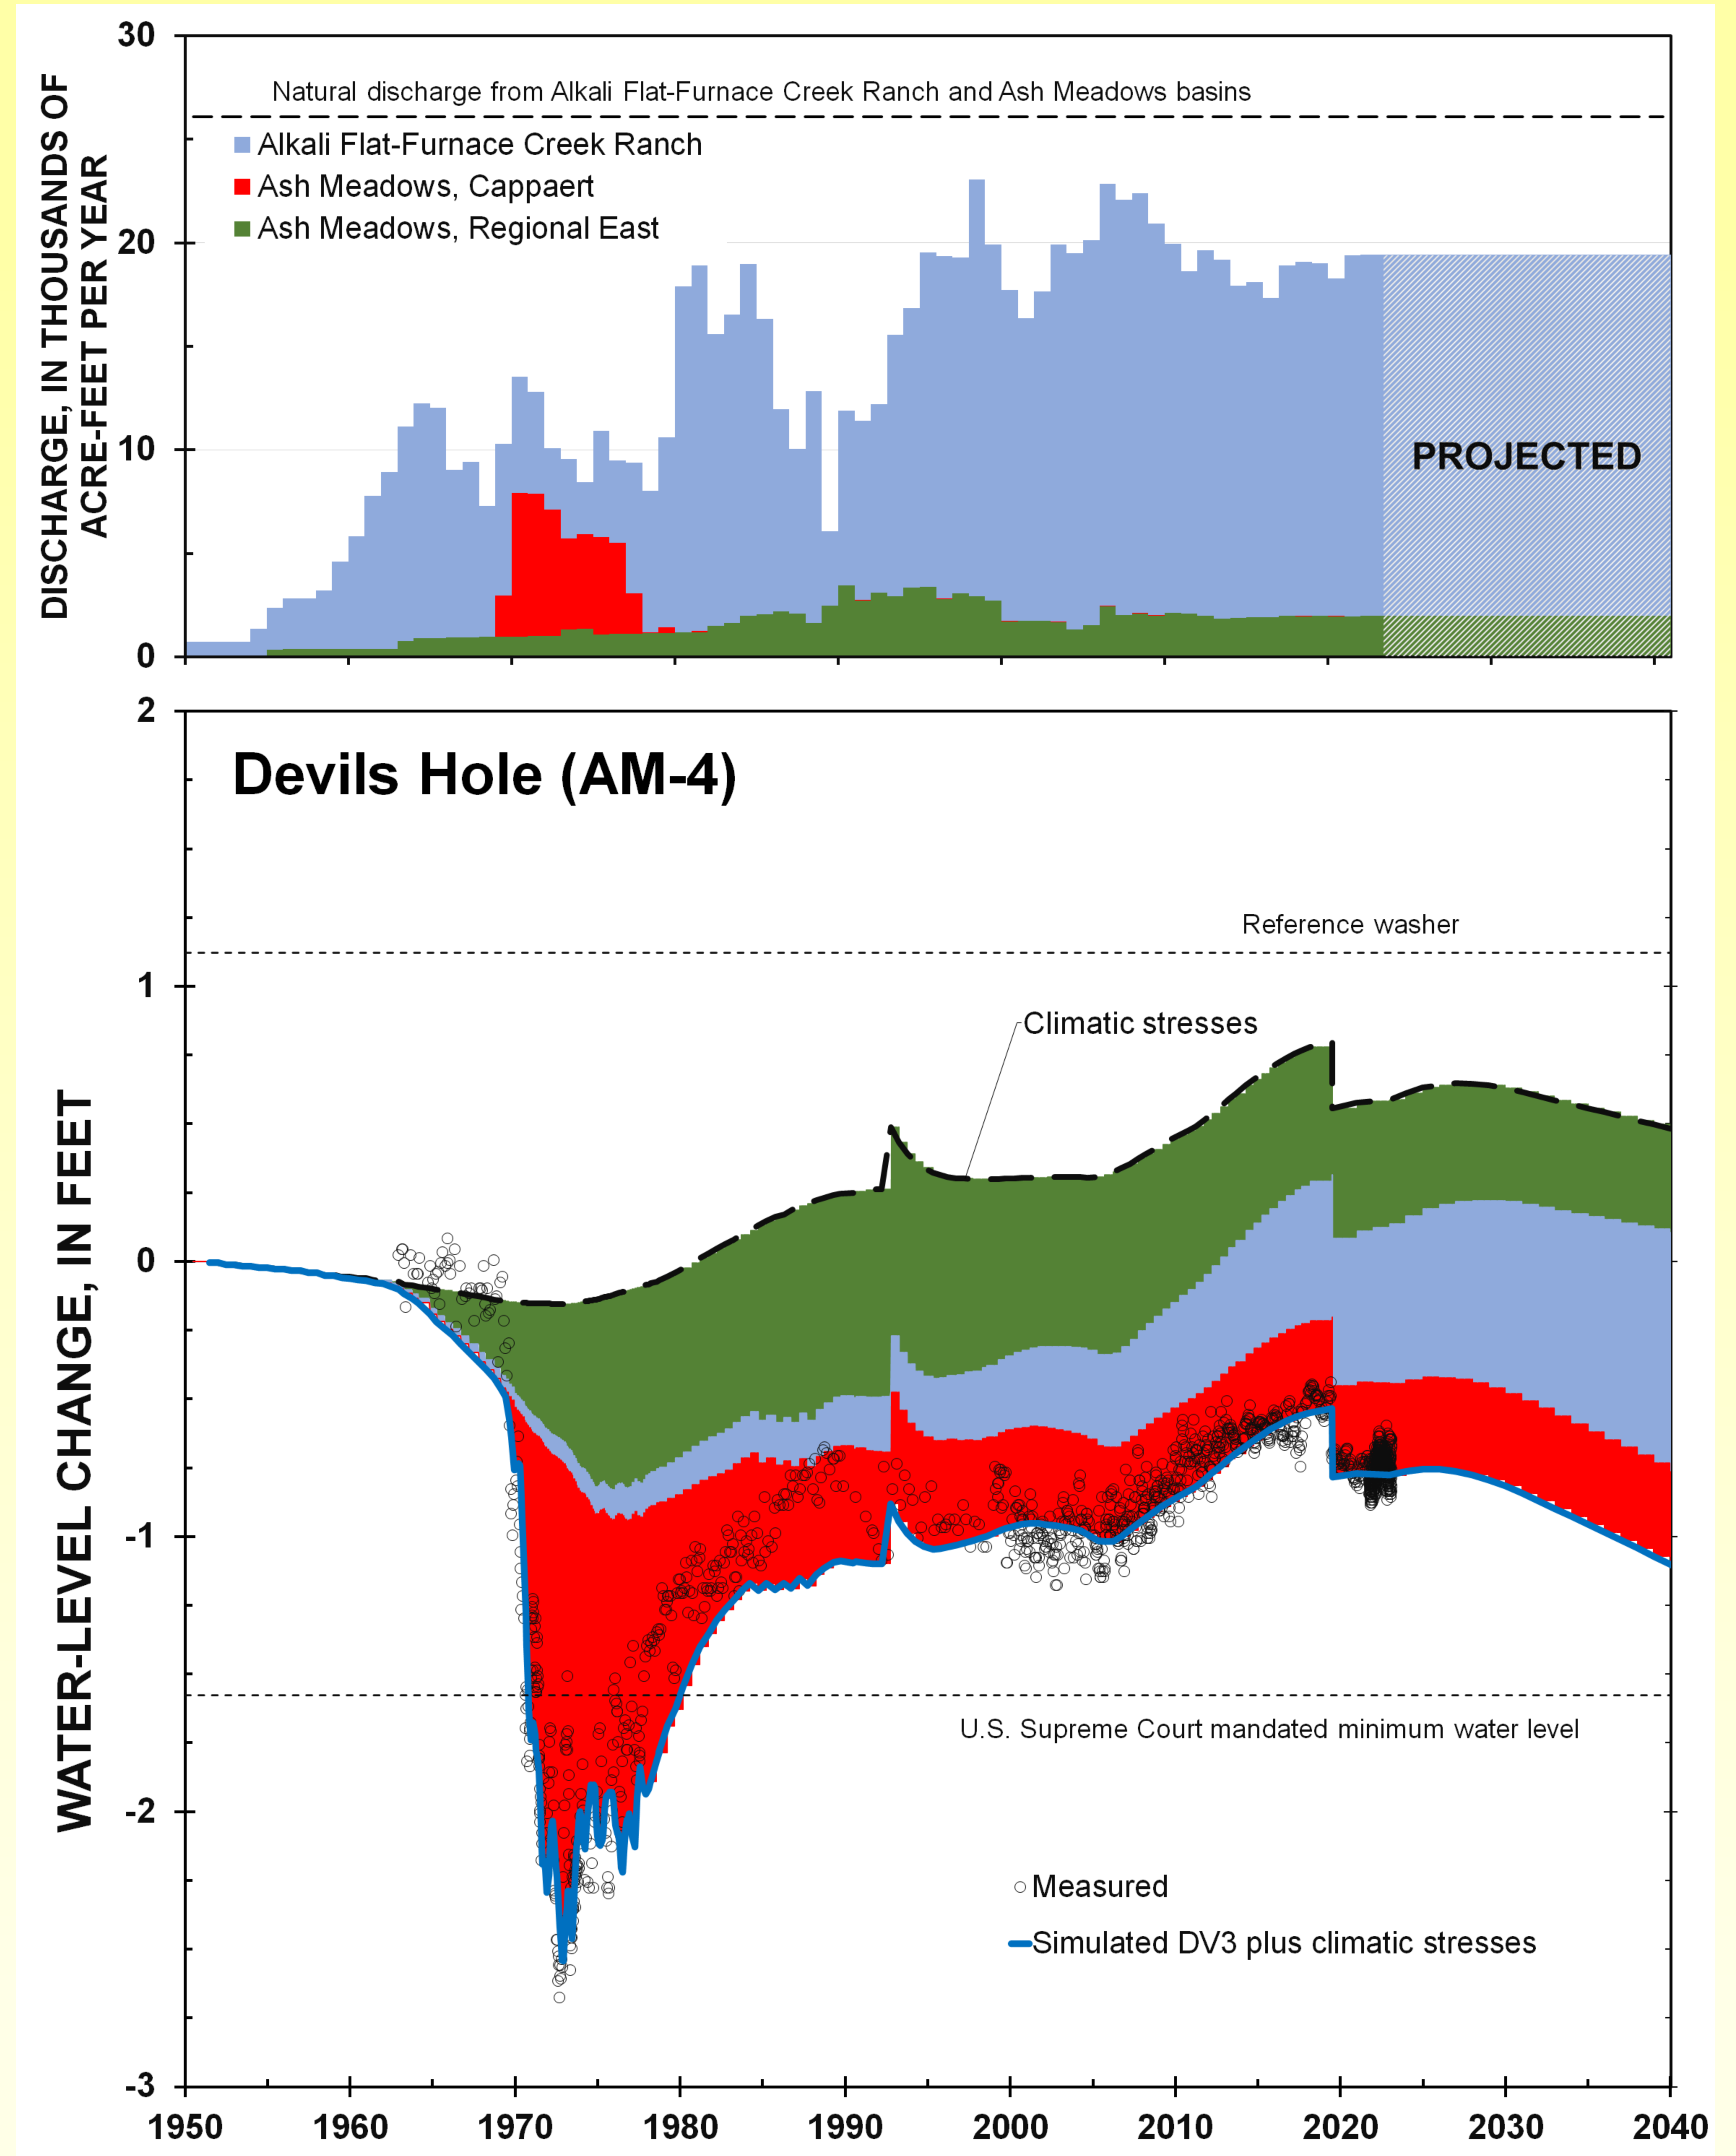 DISCHARGE, IN THOUSANDS OF
ACRE-FEET PER YEAR
30
20
10
0
Natural discharge from Alkali Flat-Furnace Creek Ranch and Ash Meadows basins
Alkali Flat-Furnace Creek Ranch
Ash Meadows, Cappaert
Ash Meadows, Regional East
PROJECTED
WATER-LEVEL CHANGE, IN FEET
2
1
0
-1
-2
-3
Devils Hole (AM-4)
Reference washer
Climatic stresses
U.S. Supreme Court mandated minimum water level
Measured
Simulated DV3 plus climatic stresses
1950 1960 1970 1980 1990 2000 2010 2020 2030 2040